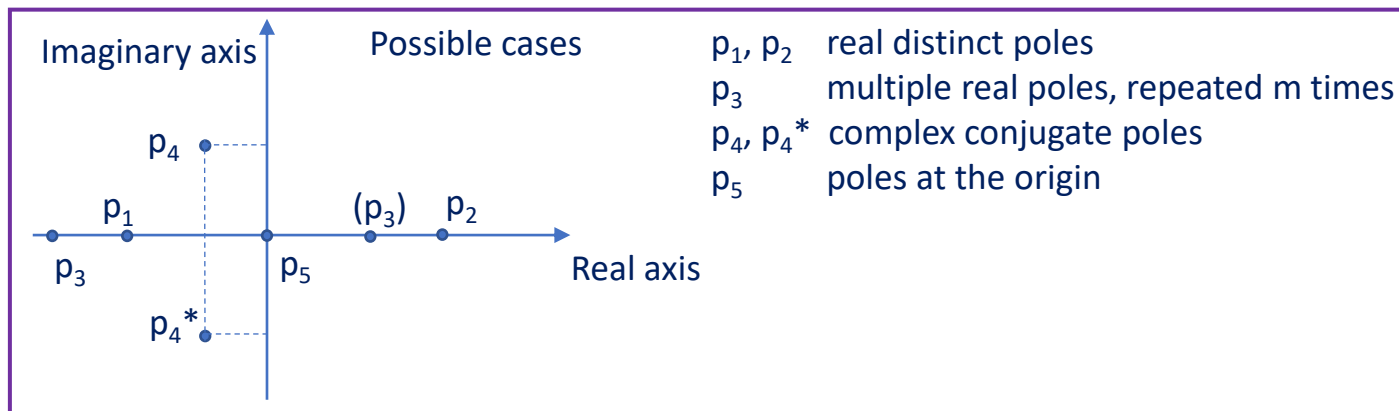 Imaginary axis
Possible cases
p₄
p₁
(p₃)
p₂
p₃
p₅
Real axis
p₄*
p₁, p₂ real distinct poles
p₃ multiple real poles, repeated m times
p₄, p₄* complex conjugate poles
p₅ poles at the origin